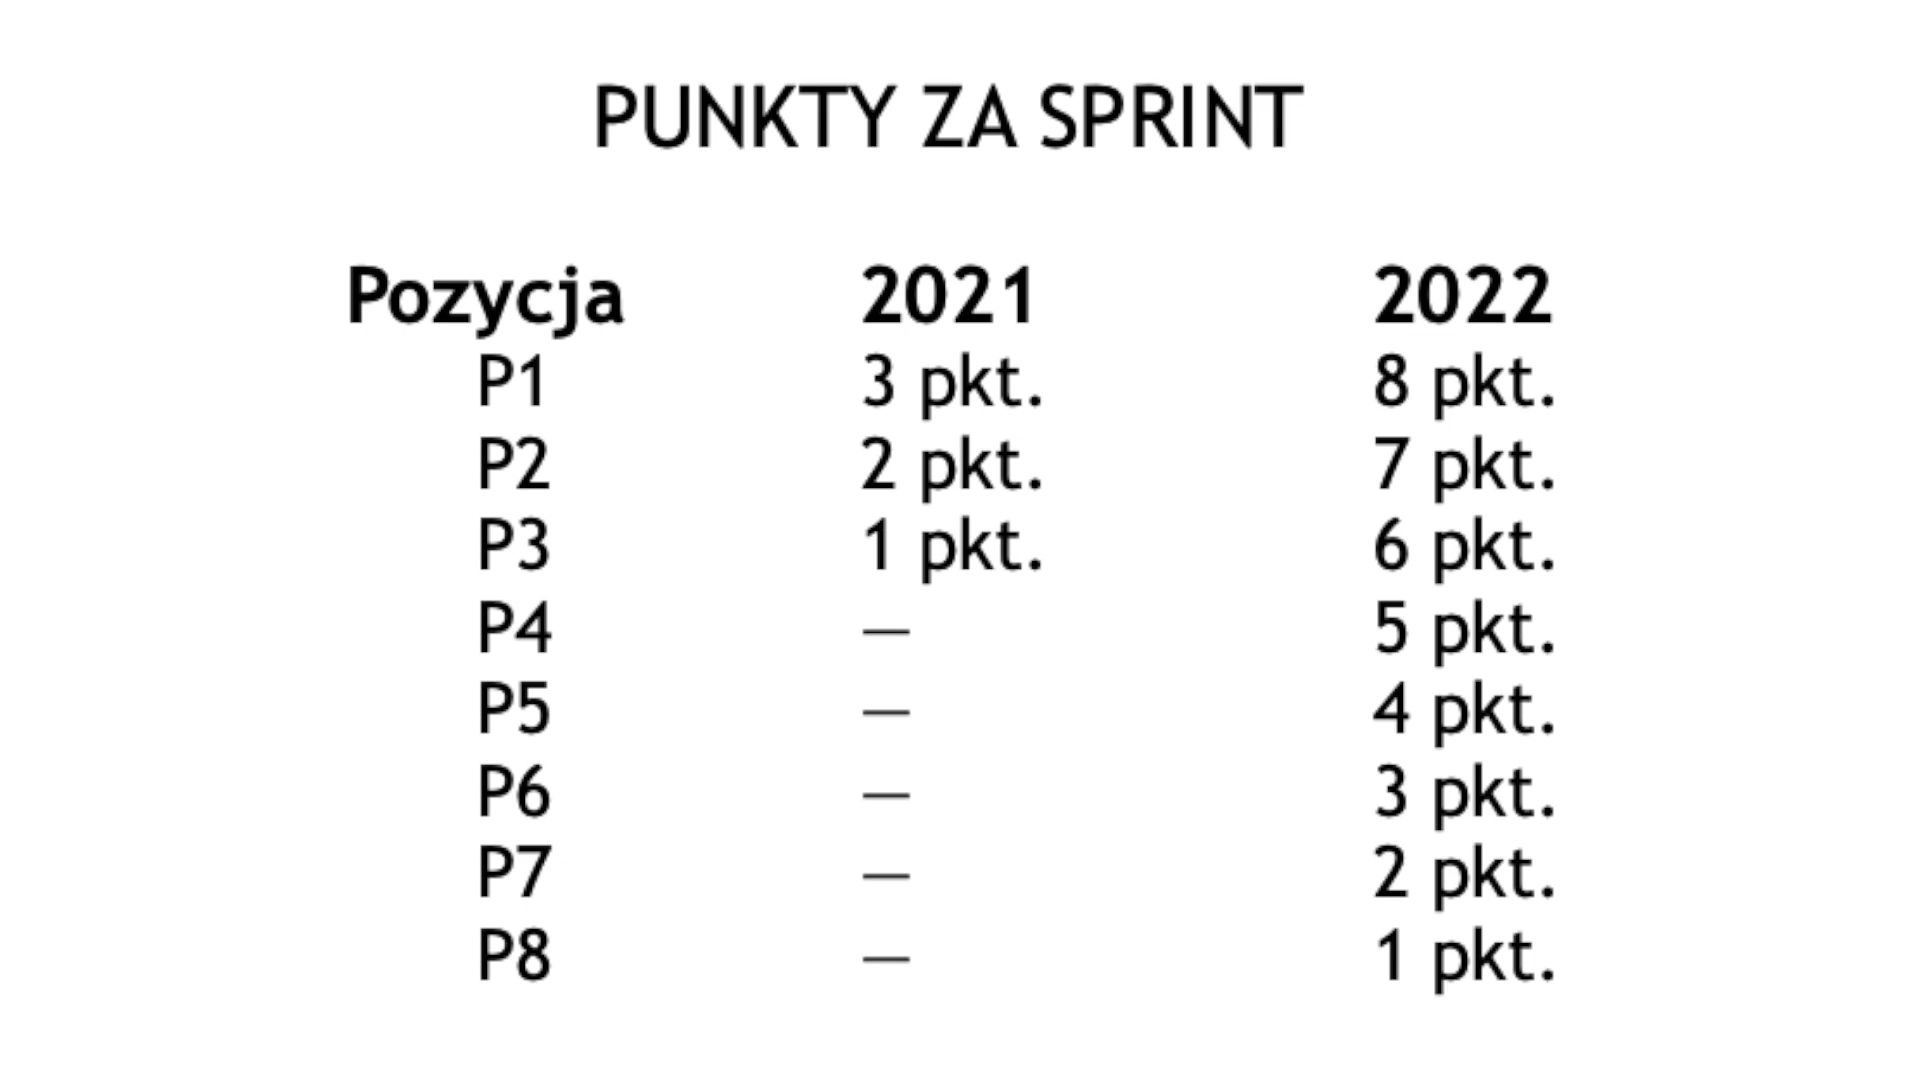 PUNKTY ZA SPRINT
Pozycja 2021 2022
P1 3 pkt. 8 pkt.
P2 2 pkt. 7 pkt.
P3 1 pkt. 6 pkt.
P4 — 5 pkt.
P5 — 4 pkt.
P6 — 3 pkt.
P7 — 2 pkt.
P8 — 1 pkt.